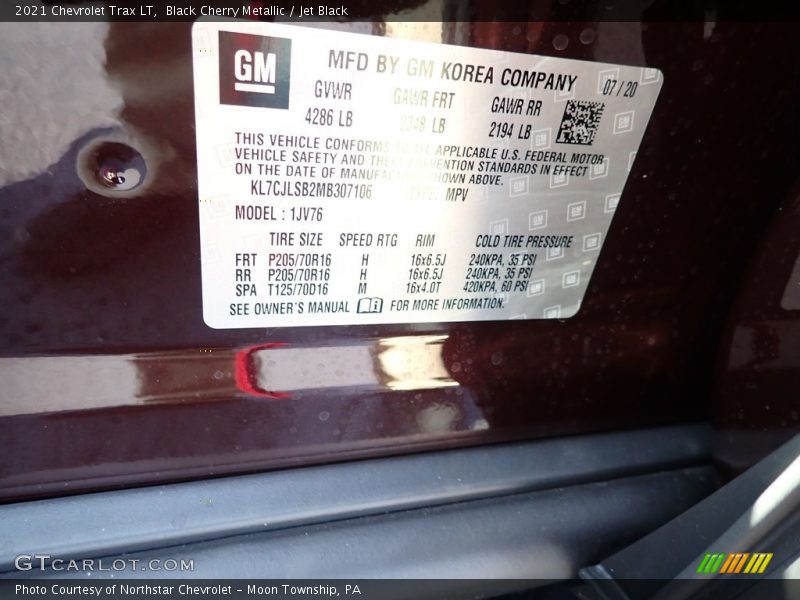 2021 Chevrolet Trax LT, Black Cherry Metallic / Jet Black
GM
MFD BY GM KOREA COMPANY 07/20
GVWR GAWR FRT GAWR RR
4286 LB 2348 LB 2194 LB
THIS VEHICLE CONFORMS TO ALL APPLICABLE U.S. FEDERAL MOTOR
VEHICLE SAFETY AND THEFT PREVENTION STANDARDS IN EFFECT
ON THE DATE OF MANUFACTURE SHOWN ABOVE.
KL7CJLSB2MB307106 TYPE: MPV
MODEL : 1JV76
TIRE SIZE SPEED RTG RIM COLD TIRE PRESSURE
FRT P205/70R16 H 16x6.5J 240KPA, 35 PSI
RR P205/70R16 H 16x6.5J 240KPA, 35 PSI
SPA T125/70D16 M 16x4.0T 420KPA, 60 PSI
SEE OWNER'S MANUAL FOR MORE INFORMATION.
GTCARLOT.COM
Photo Courtesy of Northstar Chevrolet - Moon Township, PA